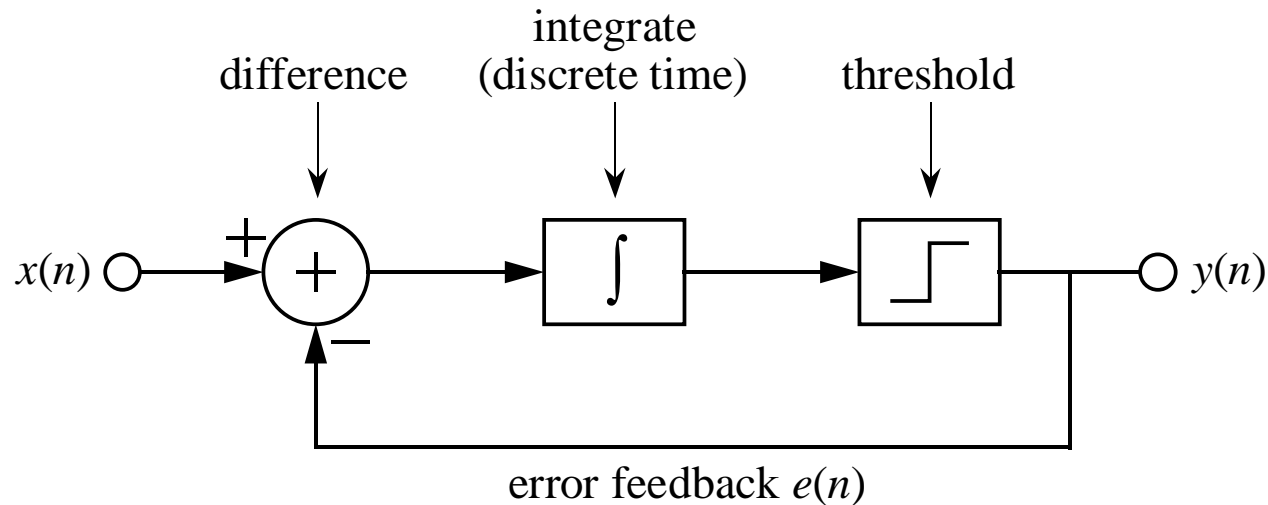 integrate
difference (discrete time) threshold
+
x(n) + ∫ y(n)
−
error feedback e(n)